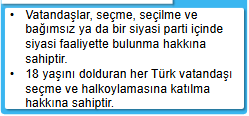 • Vatandaşlar, seçme, seçilme ve
bağımsız ya da bir siyasi parti içinde
siyasi faaliyette bulunma hakkına
sahiptir.
• 18 yaşını dolduran her Türk vatandaşı
seçme ve halkoylamasına katılma
hakkına sahiptir.